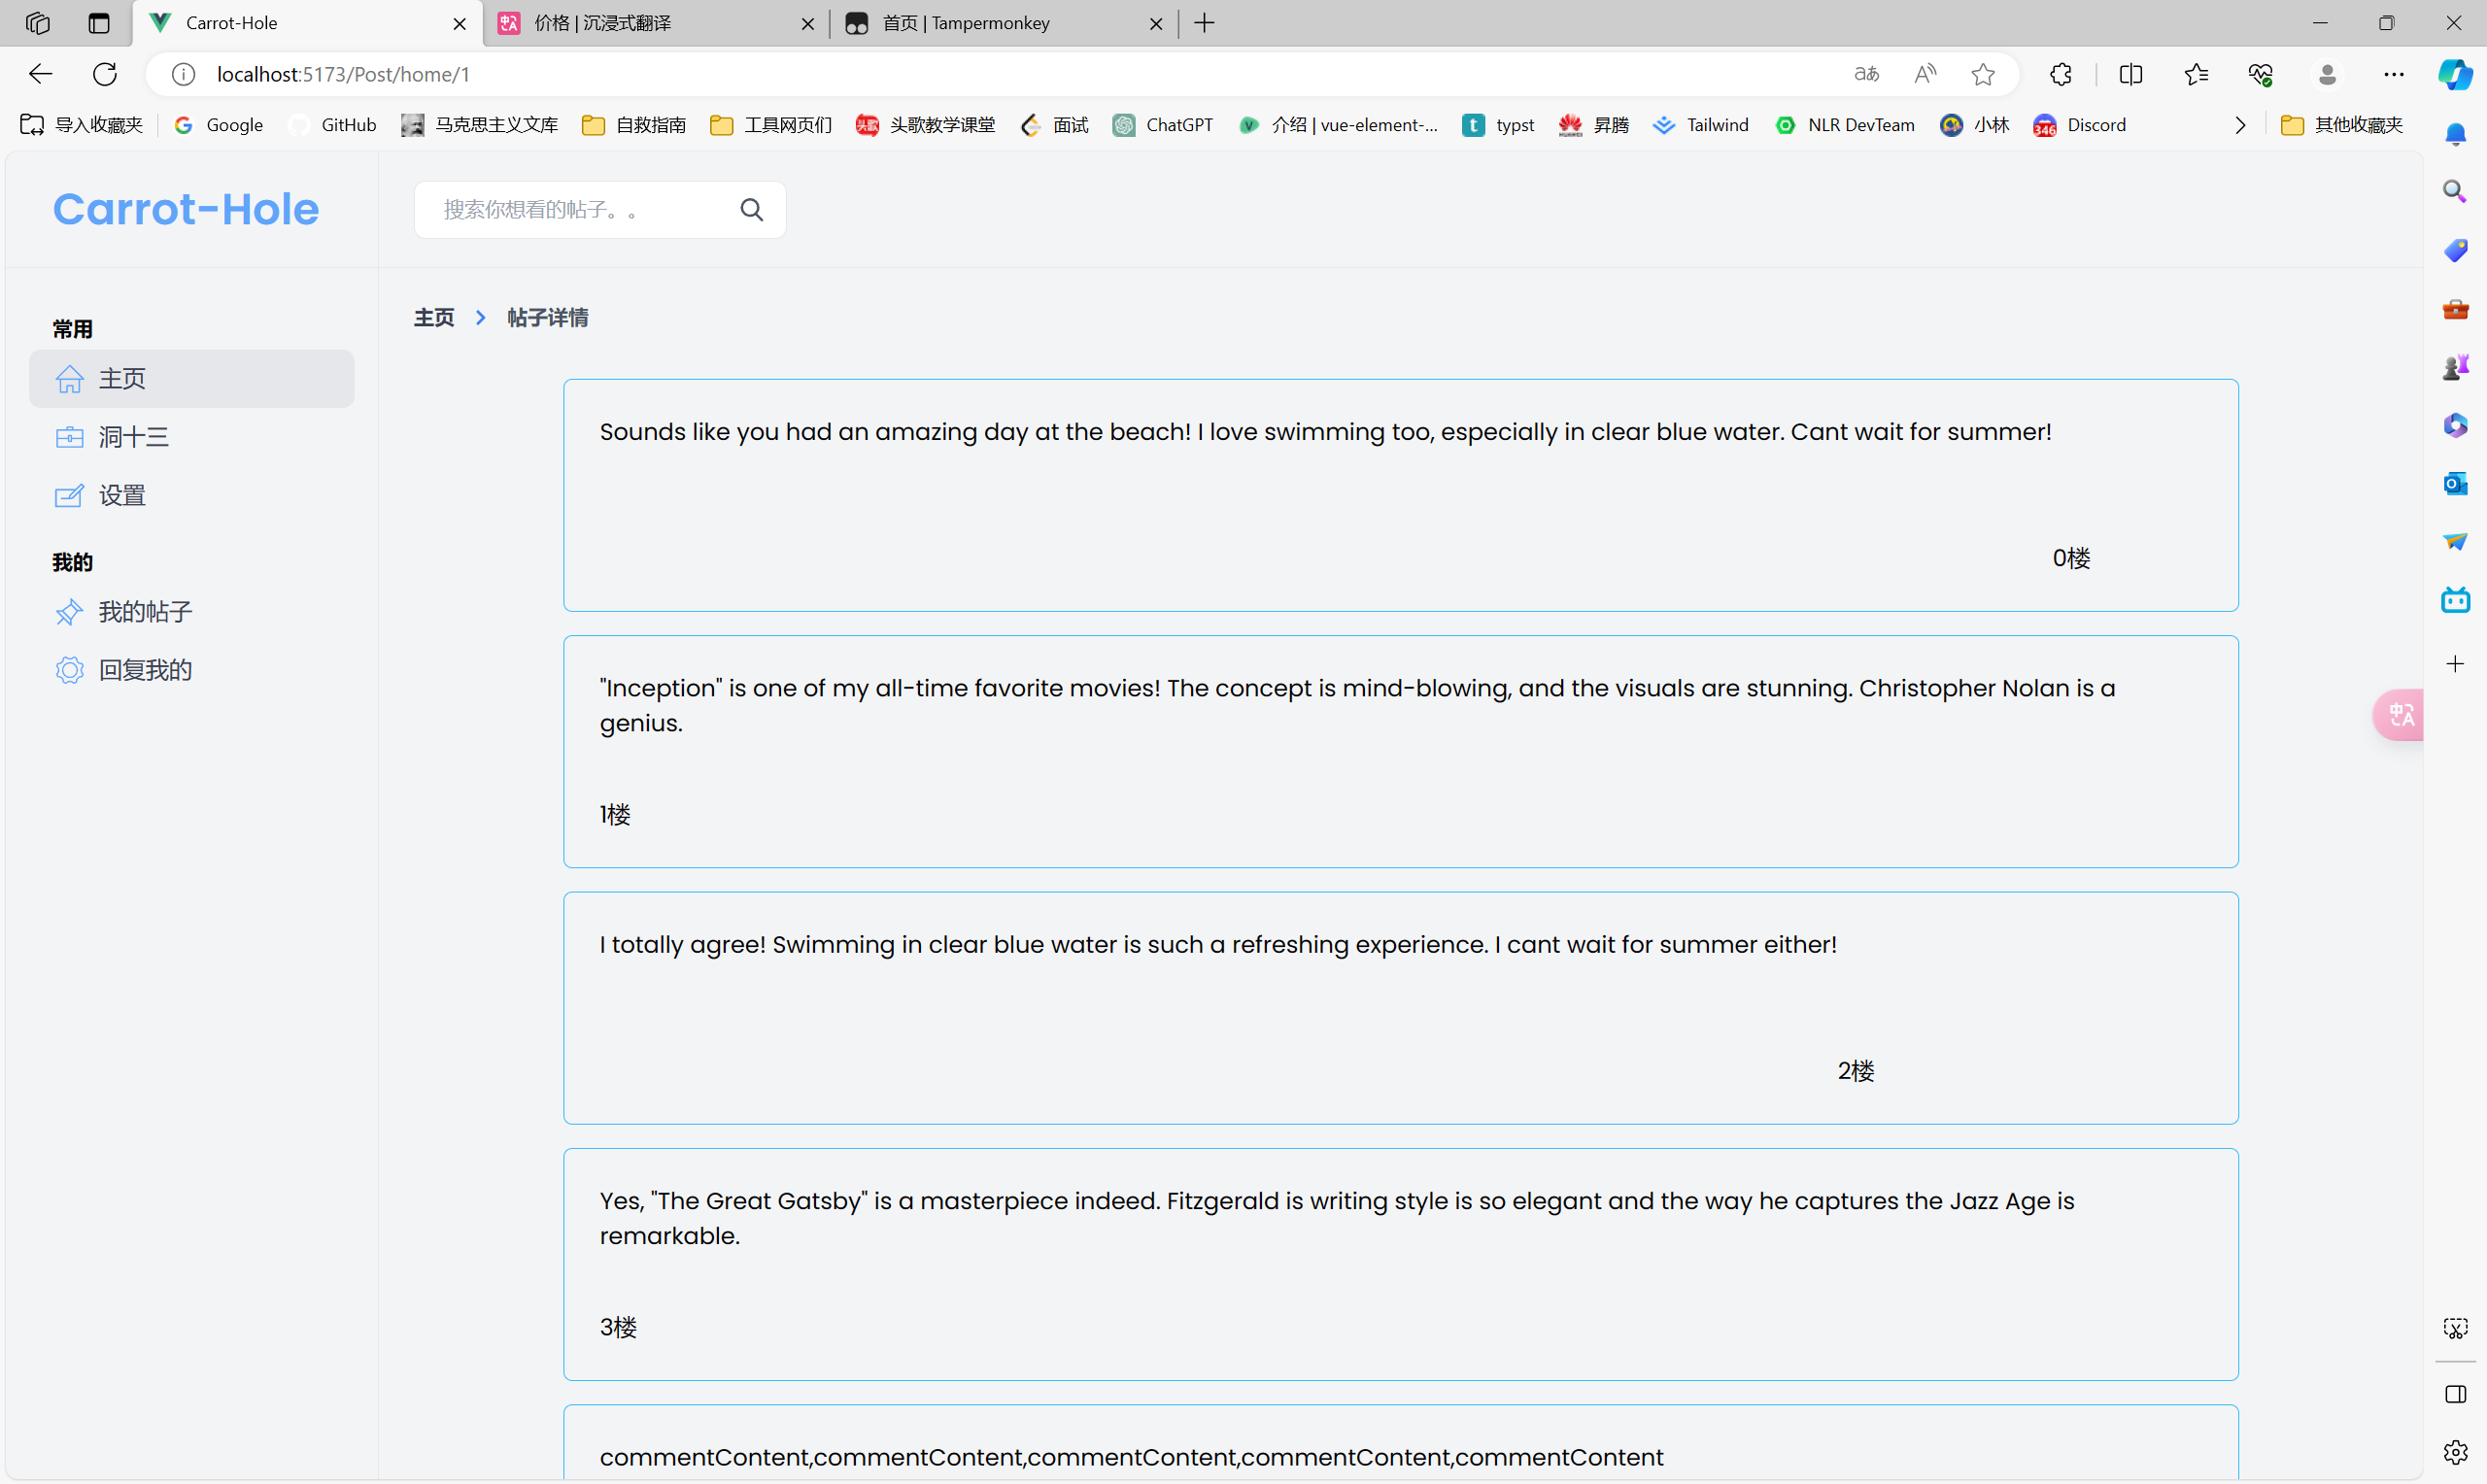 Carrot-Hole
价格 | 沉浸式翻译
首页 | Tampermonkey
localhost:5173/Post/home/1
导入收藏夹
Google
GitHub
马克思主义文库
自救指南
工具网页们
头歌教学课堂
面试
ChatGPT
介绍 | vue-element-...
typst
昇腾
Tailwind
NLR DevTeam
小林
Discord
其他收藏夹
Carrot-Hole
搜索你想看的帖子。。
常用
主页
洞十三
设置
我的
我的帖子
回复我的
主页
帖子详情
Sounds like you had an amazing day at the beach! I love swimming too, especially in clear blue water. Cant wait for summer!
0楼
"Inception" is one of my all-time favorite movies! The concept is mind-blowing, and the visuals are stunning. Christopher Nolan is a
genius.
1楼
I totally agree! Swimming in clear blue water is such a refreshing experience. I cant wait for summer either!
2楼
Yes, "The Great Gatsby" is a masterpiece indeed. Fitzgerald is writing style is so elegant and the way he captures the Jazz Age is
remarkable.
3楼
commentContent,commentContent,commentContent,commentContent,commentContent